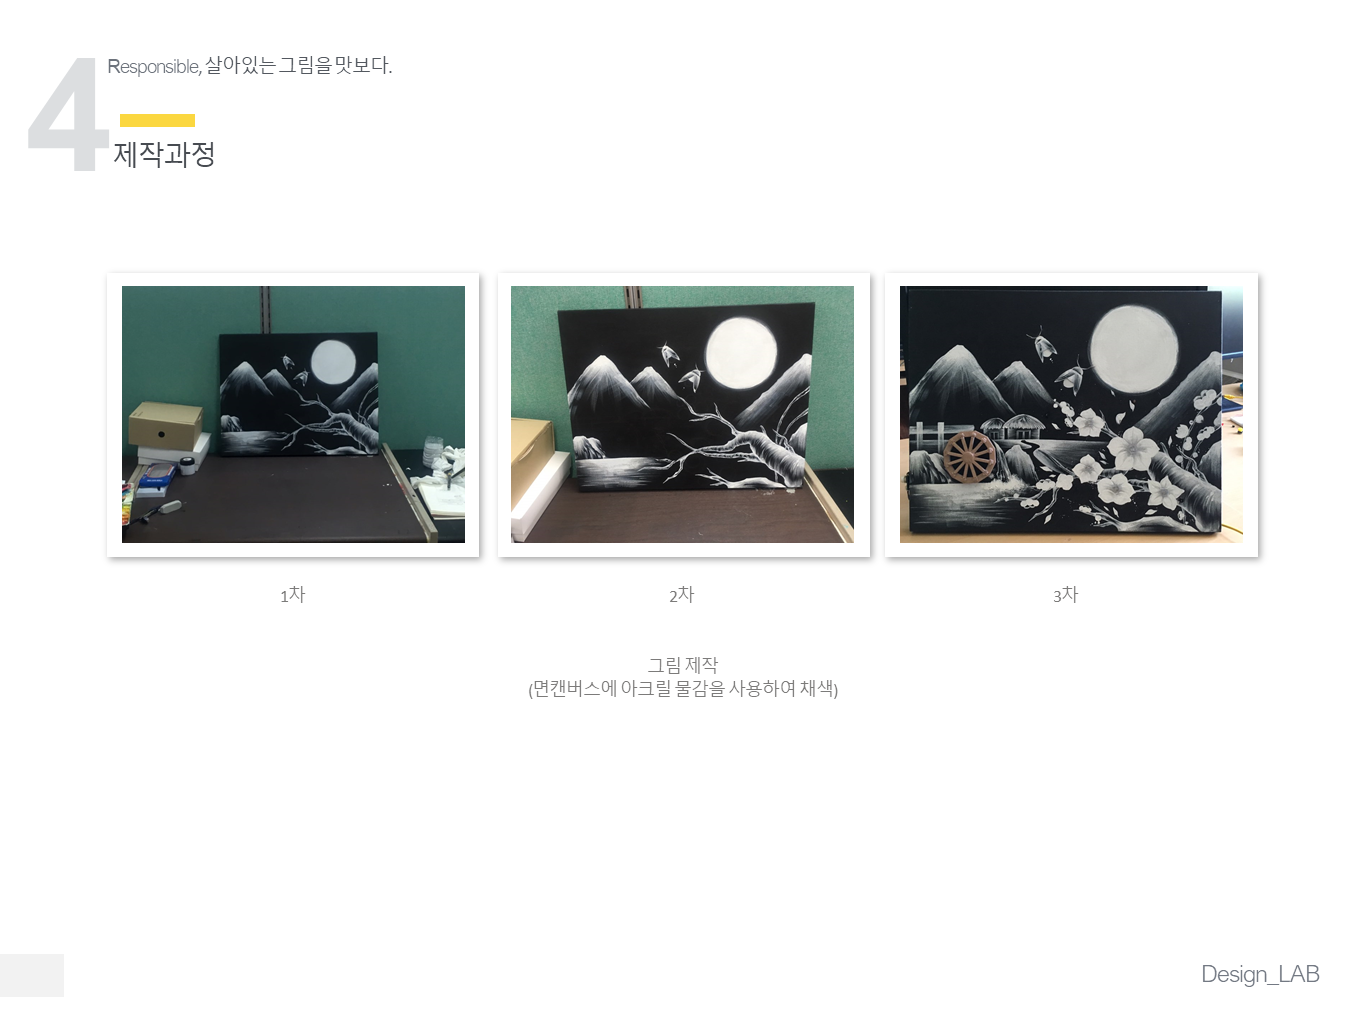 4
Responsible, 살아있는 그림을 맛보다.
제작과정
1차
2차
3차
그림 제작
(면캔버스에 아크릴 물감을 사용하여 채색)
Design_LAB